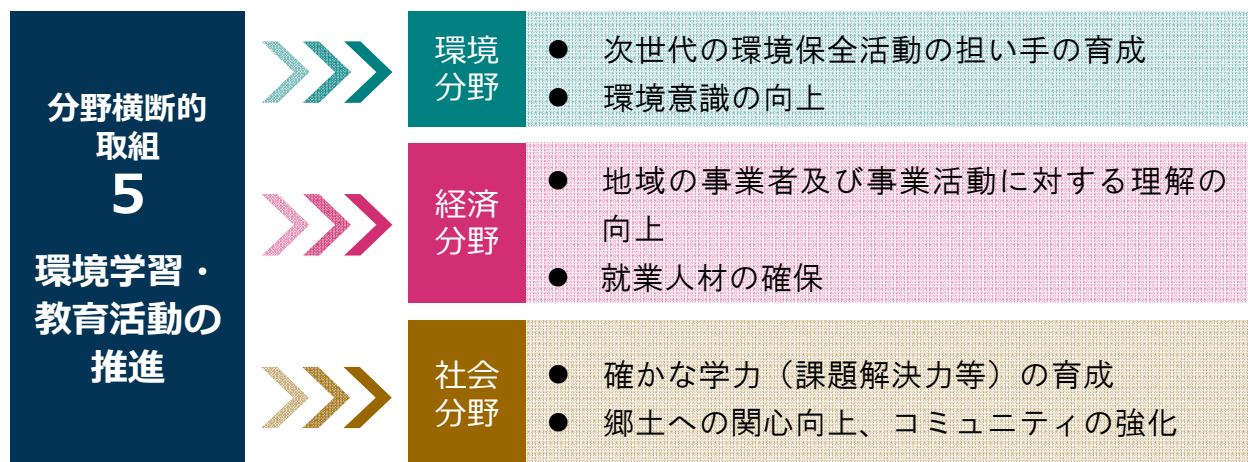 分野横断的
取組
5
環境学習・
教育活動の
推進
環境
分野
● 次世代の環境保全活動の担い手の育成
● 環境意識の向上
経済
分野
● 地域の事業者及び事業活動に対する理解の
向上
● 就業人材の確保
社会
分野
● 確かな学力（課題解決力等）の育成
● 郷土への関心向上、コミュニティの強化